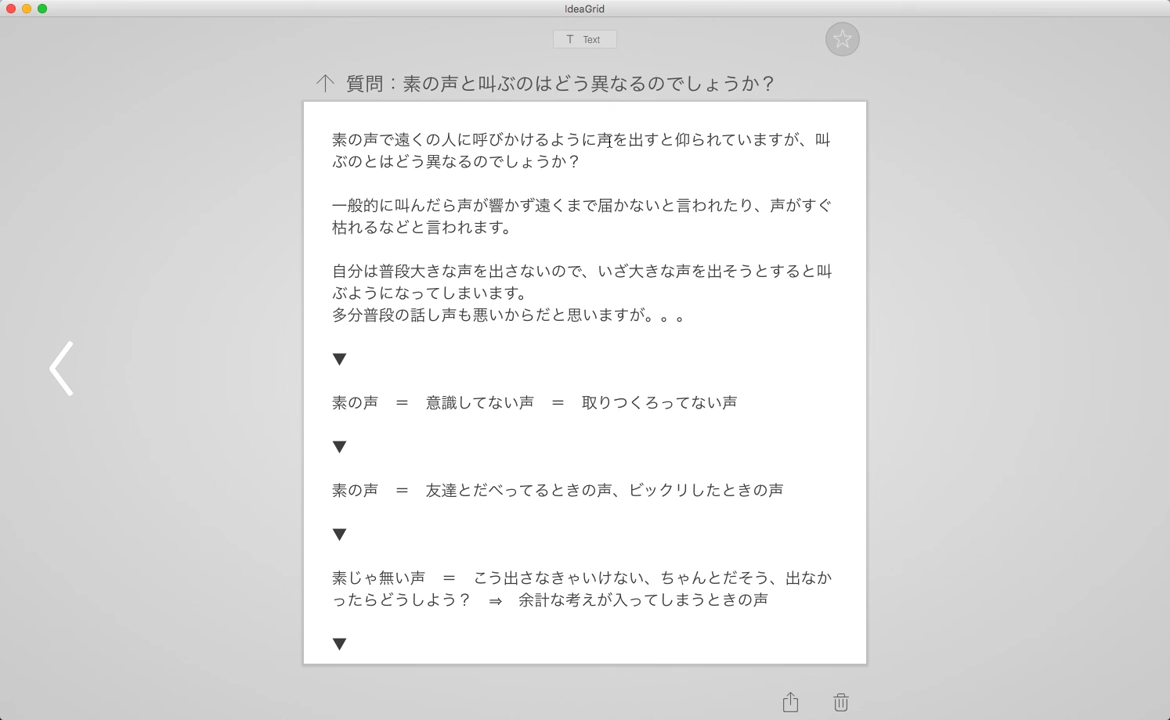 IdeaGrid
T Text
質問：素の声と叫ぶのはどう異なるのでしょうか？
素の声で遠くの人に呼びかけるように声を出すと仰られていますが、叫
ぶのとはどう異なるのでしょうか？
一般的に叫んだら声が響かず遠くまで届かないと言われたり、声がすぐ
枯れるなどと言われます。
自分は普段大きな声を出さないので、いざ大きな声を出そうとすると叫
ぶようになってしまいます。
多分普段の話し声も悪いからだと思いますが。。。
▼
素の声　＝　意識してない声　＝　取りつくろってない声
▼
素の声　＝　友達とだべってるときの声、ビックリしたときの声
▼
素じゃ無い声　＝　こう出さなきゃいけない、ちゃんとだそう、出なか
ったらどうしよう？　⇒　余計な考えが入ってしまうときの声
▼